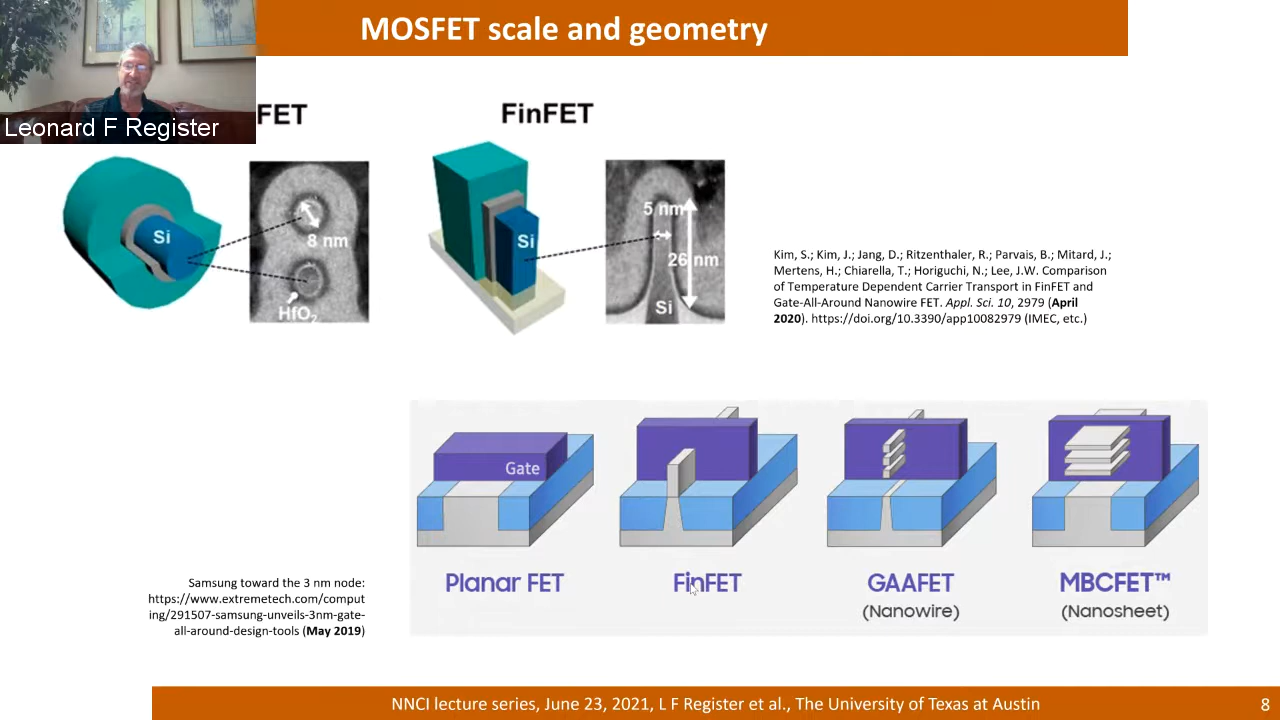 MOSFET scale and geometry
Leonard F Register
FET
FinFET
Si
8 nm
HfO₂
Si
5 nm
26 nm
Si
Kim, S.; Kim, J.; Jang, D.; Ritzenthaler, R.; Parvais, B.; Mitard, J.;
Mertens, H.; Chiarella, T.; Horiguchi, N.; Lee, J.W. Comparison
of Temperature Dependent Carrier Transport in FinFET and
Gate-All-Around Nanowire FET. Appl. Sci. 10, 2979 (April
2020). https://doi.org/10.3390/app10082979 (IMEC, etc.)
Gate
Planar FET
FinFET
GAAFET
(Nanowire)
MBCFET™
(Nanosheet)
Samsung toward the 3 nm node:
https://www.extremetech.com/comput
ing/291507-samsung-unveils-3nm-gate-
all-around-design-tools (May 2019)
NNCI lecture series, June 23, 2021, L F Register et al., The University of Texas at Austin
8